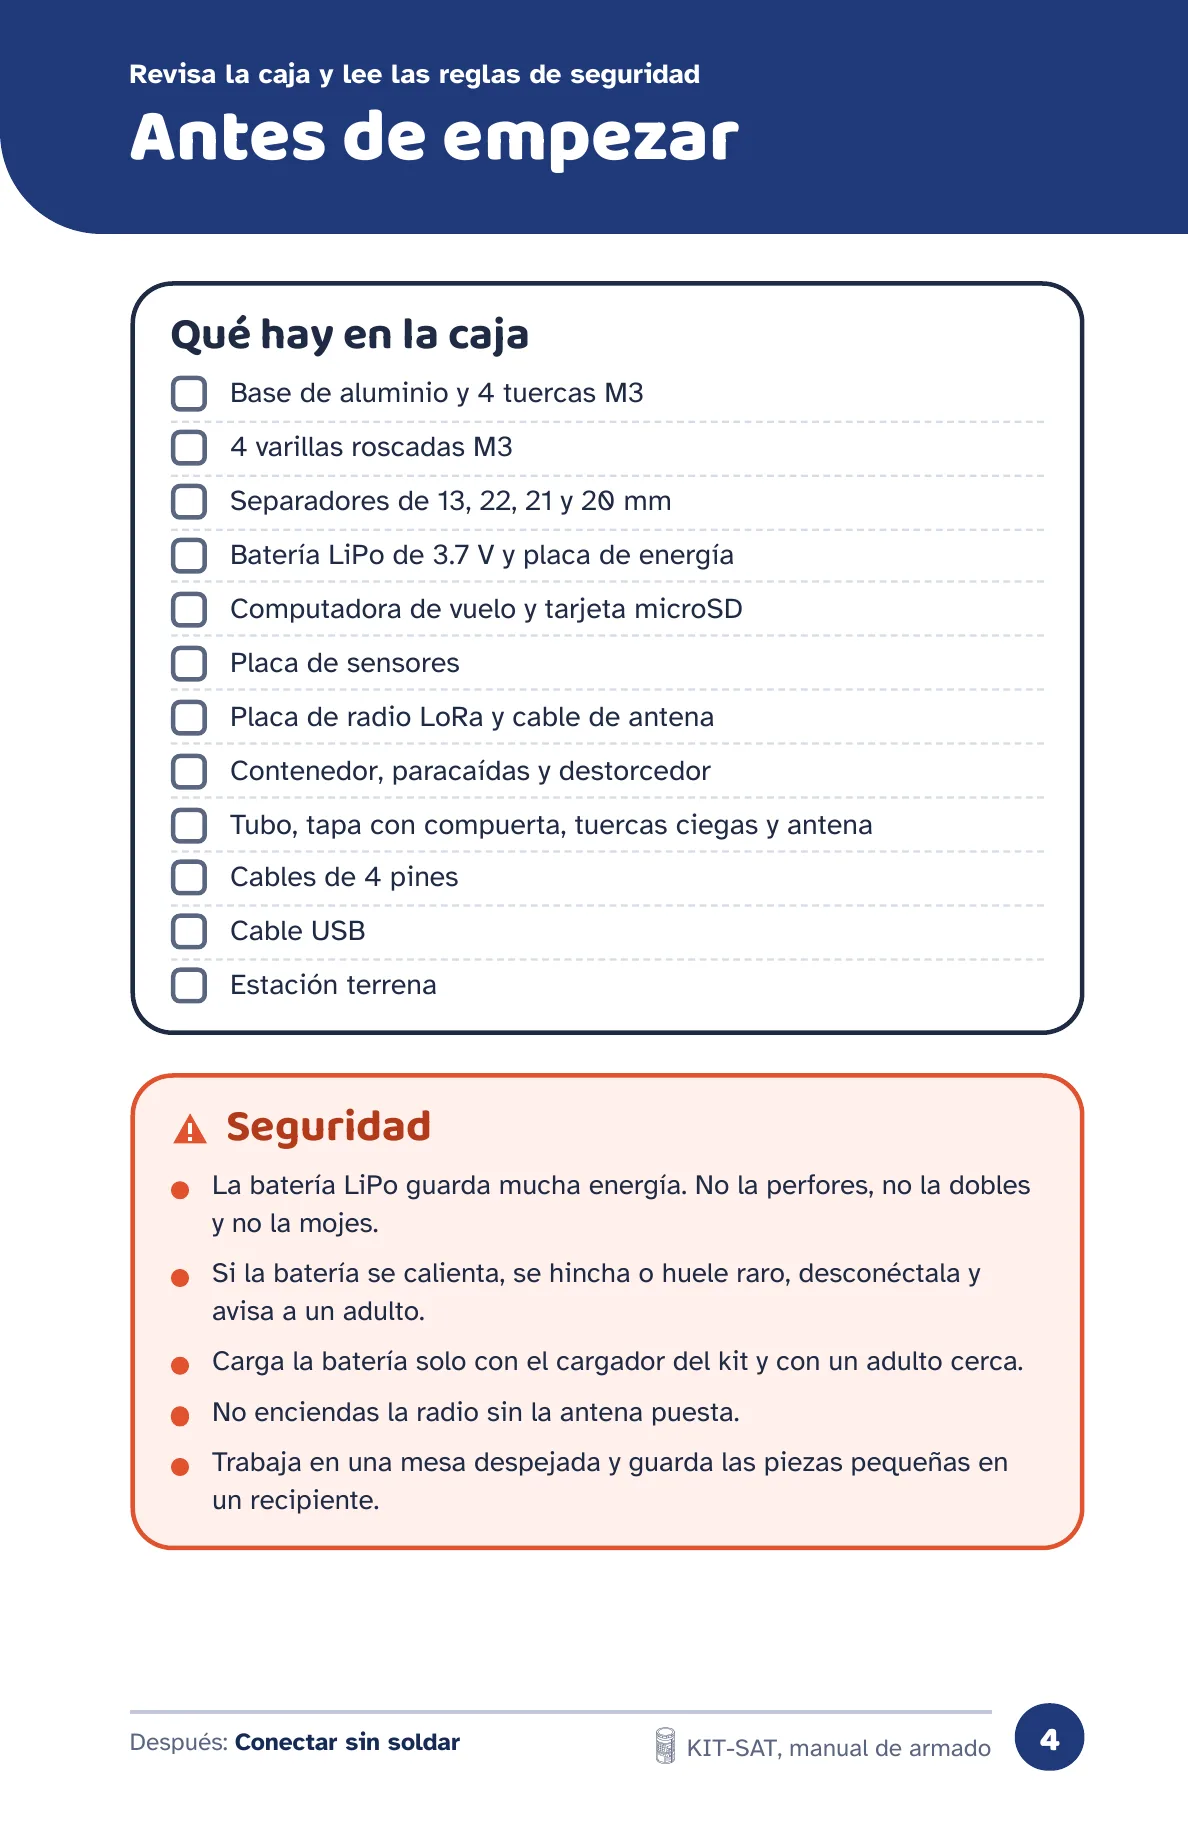 Revisa la caja y lee las reglas de seguridad
Antes de empezar
Qué hay en la caja
Base de aluminio y 4 tuercas M3
4 varillas roscadas M3
Separadores de 13, 22, 21 y 20 mm
Batería LiPo de 3.7 V y placa de energía
Computadora de vuelo y tarjeta microSD
Placa de sensores
Placa de radio LoRa y cable de antena
Contenedor, paracaídas y destorcedor
Tubo, tapa con compuerta, tuercas ciegas y antena
Cables de 4 pines
Cable USB
Estación terrena
Seguridad
La batería LiPo guarda mucha energía. No la perfores, no la dobles
y no la mojes.
Si la batería se calienta, se hincha o huele raro, desconéctala y
avisa a un adulto.
Carga la batería solo con el cargador del kit y con un adulto cerca.
No enciendas la radio sin la antena puesta.
Trabaja en una mesa despejada y guarda las piezas pequeñas en
un recipiente.
Después: Conectar sin soldar
KIT-SAT, manual de armado
4